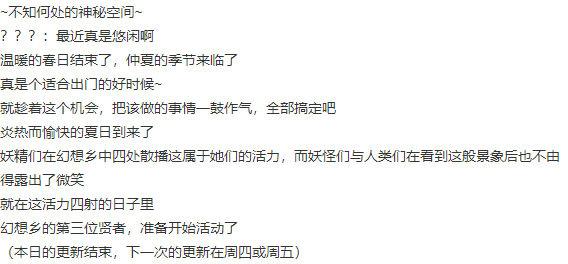 ~不知何处的神秘空间~
？？？：最近真是悠闲啊
温暖的春日结束了，仲夏的季节来临了
真是个适合出门的好时候~
就趁着这个机会，把该做的事情一鼓作气，全部搞定吧
炎热而愉快的夏日到来了
妖精们在幻想乡中四处散播这属于她们的活力，而妖怪们与人类们在看到这般景象后也不由
得露出了微笑
就在这活力四射的日子里
幻想乡的第三位贤者，准备开始活动了
（本日的更新结束，下一次的更新在周四或周五）